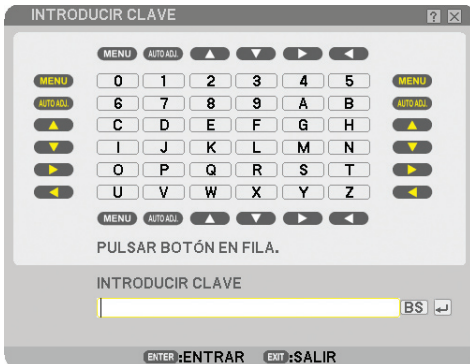 INTRODUCIR CLAVE ? X
MENU AUTO ADJ. ▲ ▼ ▶ ◀
MENU 0 1 2 3 4 5 MENU
AUTO ADJ. 6 7 8 9 A B AUTO ADJ.
▲ C D E F G H ▲
▼ I J K L M N ▼
▶ O P Q R S T ▶
◀ U V W X Y Z ◀
MENU AUTO ADJ. ▲ ▼ ▶ ◀
PULSAR BOTÓN EN FILA.
INTRODUCIR CLAVE
BS ↵
ENTER :ENTRAR EXIT :SALIR